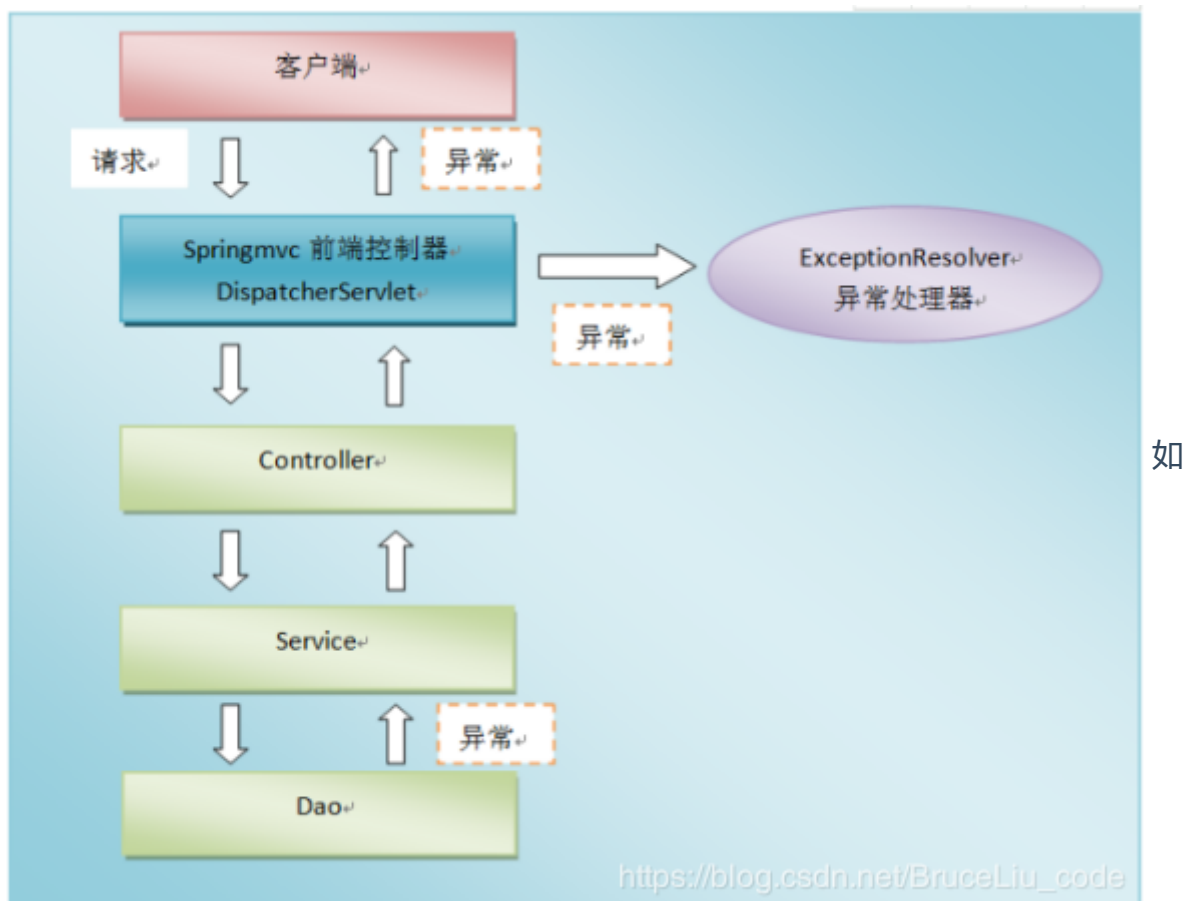 客户端
请求
异常
Springmvc 前端控制器
DispatcherServlet
ExceptionResolver
异常处理器
异常
Controller
如
Service
异常
Dao
https://blog.csdn.net/BruceLiu_code